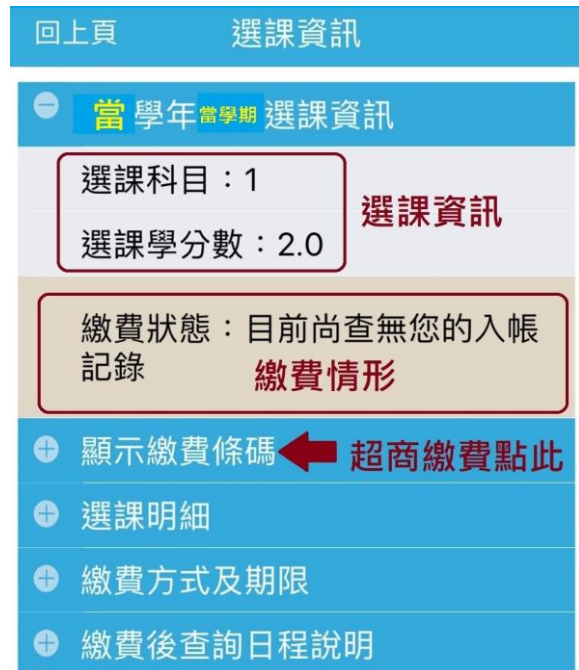 回上頁 選課資訊
當學年當學期選課資訊
選課科目：1
選課學分數：2.0
選課資訊
繳費狀態：目前尚查無您的入帳
記錄
繳費情形
顯示繳費條碼 超商繳費點此
選課明細
繳費方式及期限
繳費後查詢日程說明